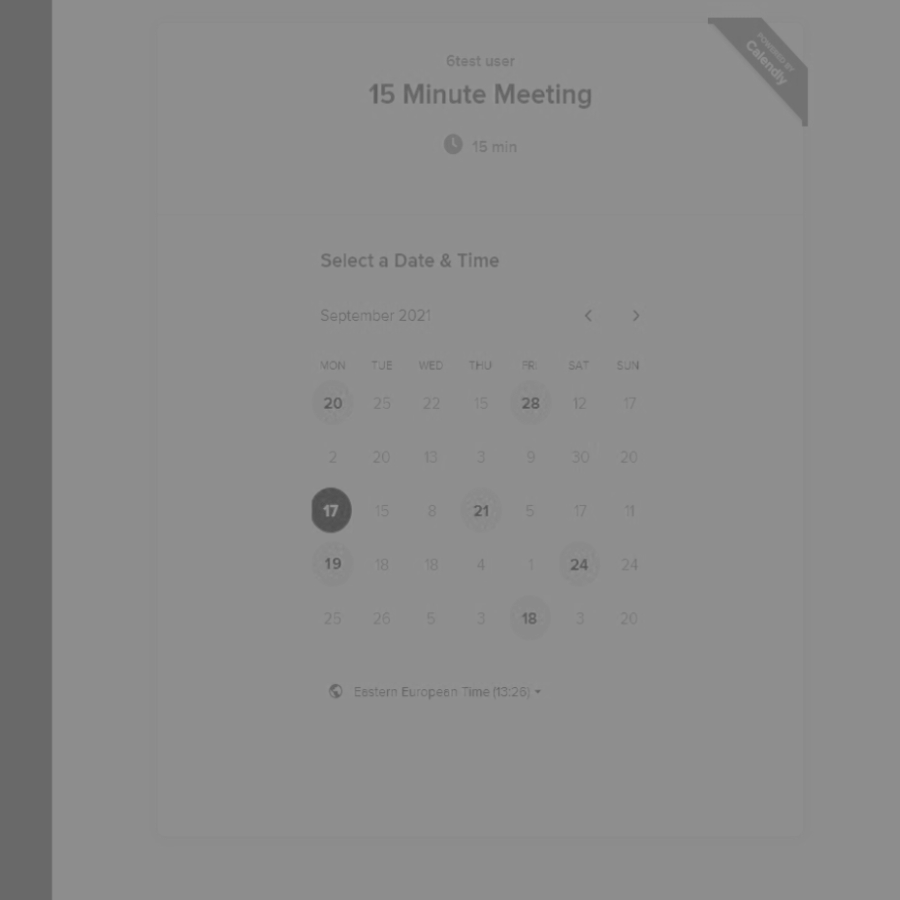 POWERED BY
Calendly
6test user
15 Minute Meeting
15 min
Select a Date & Time
September 2021
MON TUE WED THU FRI SAT SUN
20 25 22 15 28 12 17
2 20 13 3 9 30 20
17 15 8 21 5 17 11
19 18 18 4 1 24 24
25 26 5 3 18 3 20
Eastern European Time (13:26)